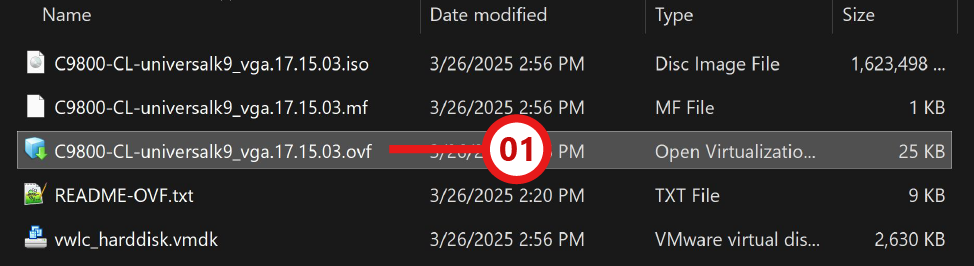 Name Date modified Type Size
C9800-CL-universalk9_vga.17.15.03.iso 3/26/2025 2:56 PM Disc Image File 1,623,498 ...
C9800-CL-universalk9_vga.17.15.03.mf 3/26/2025 2:56 PM MF File 1 KB
C9800-CL-universalk9_vga.17.15.03.ovf 01 PM Open Virtualizatio... 25 KB
README-OVF.txt 3/26/2025 2:20 PM TXT File 9 KB
vwlc_harddisk.vmdk 3/26/2025 2:56 PM VMware virtual dis... 2,630 KB